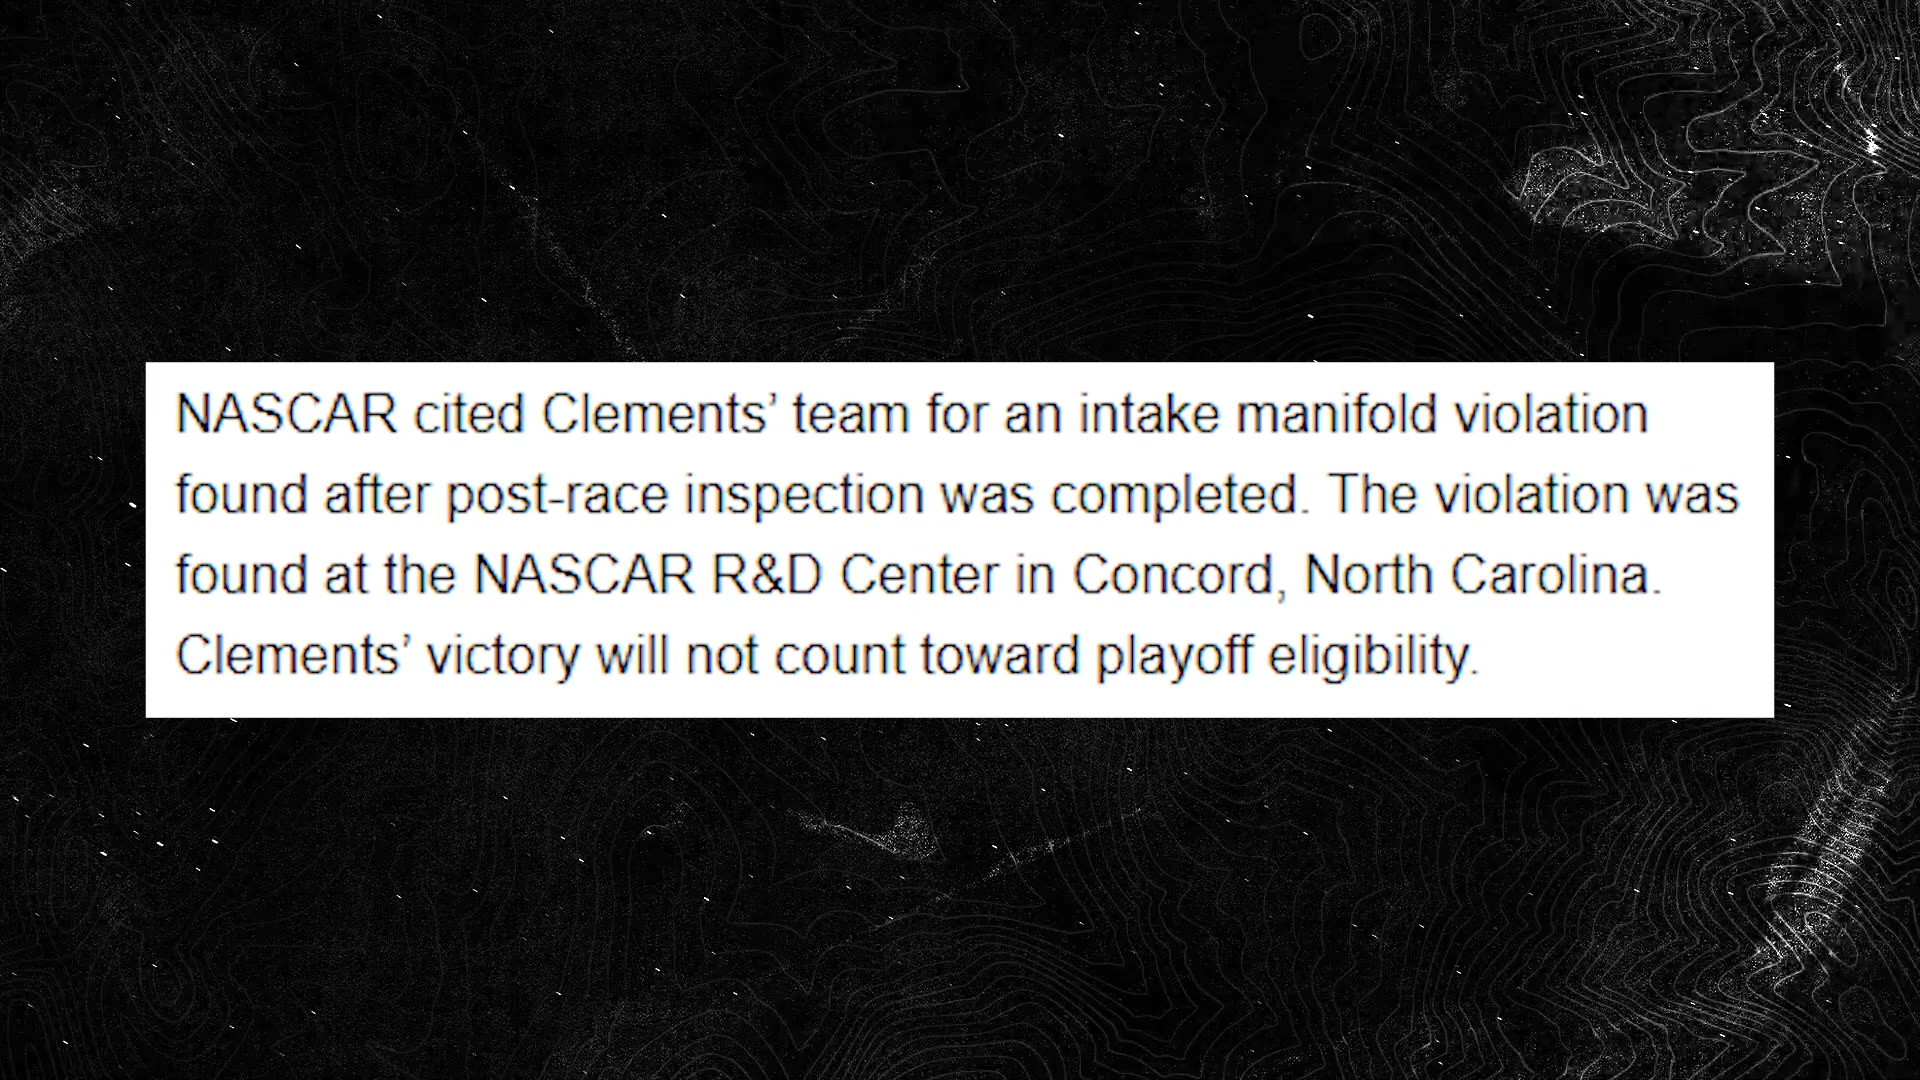 NASCAR cited Clements’ team for an intake manifold violation
found after post-race inspection was completed. The violation was
found at the NASCAR R&D Center in Concord, North Carolina.
Clements’ victory will not count toward playoff eligibility.